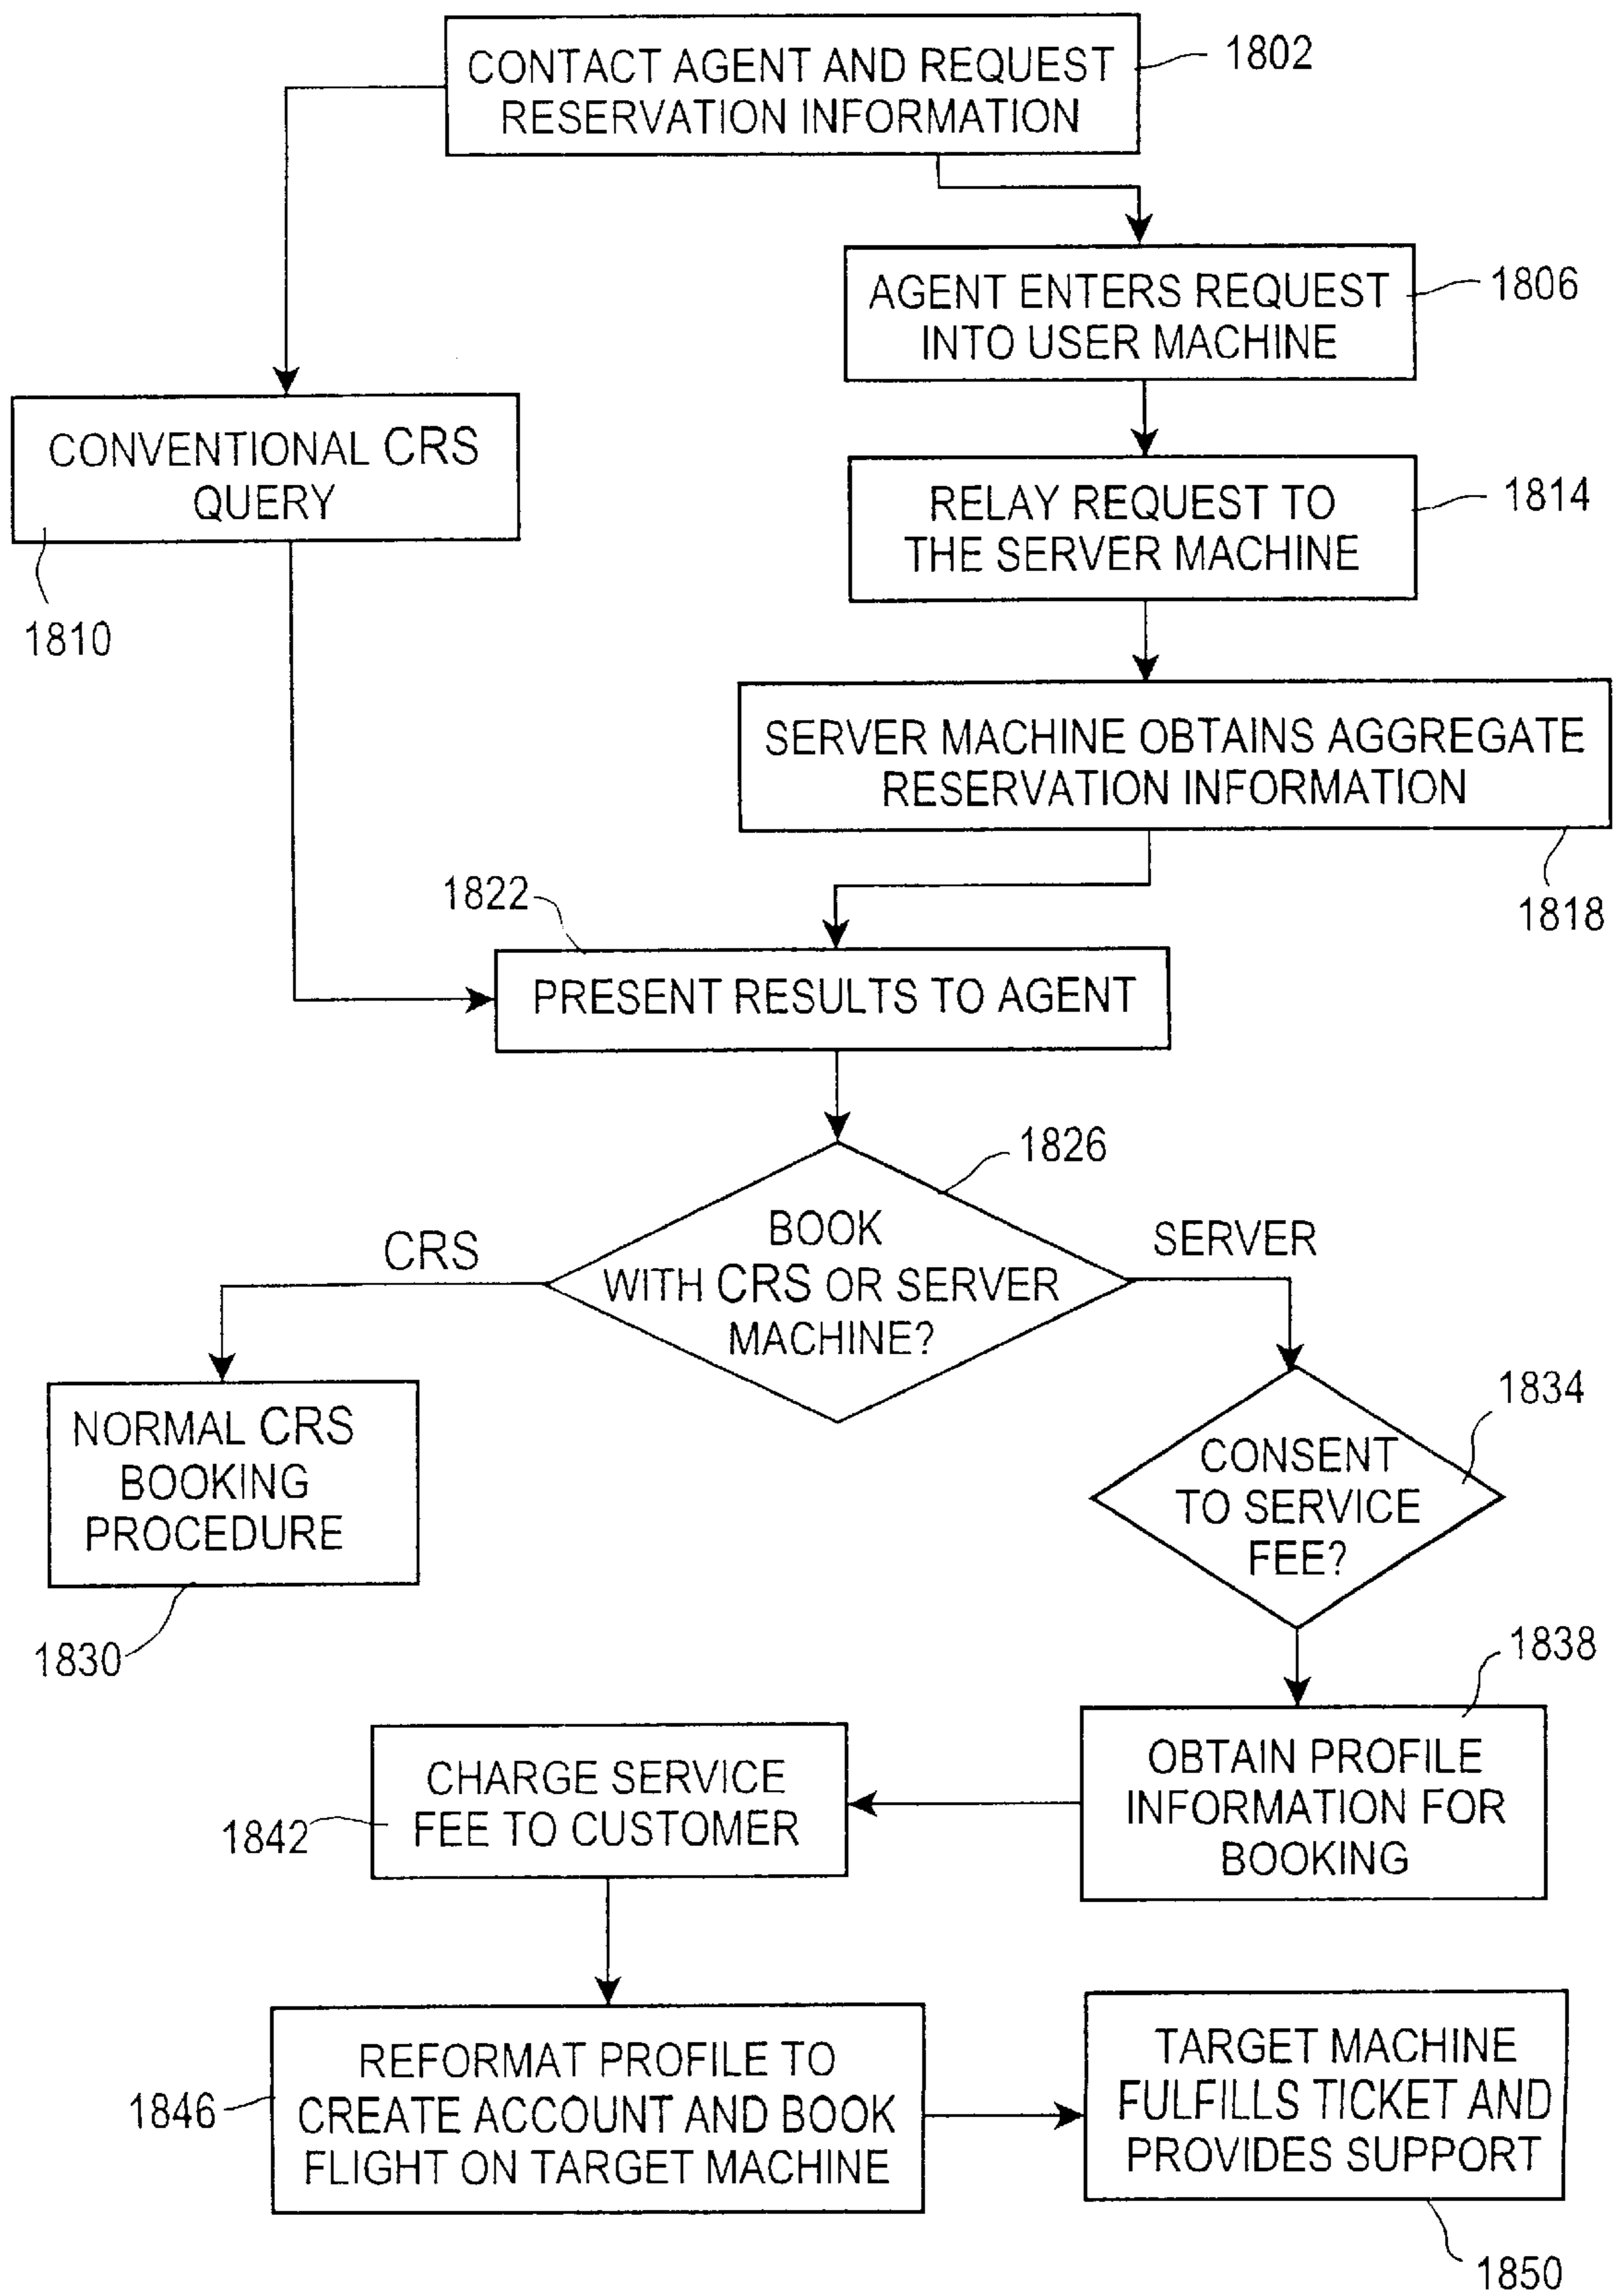 CONTACT AGENT AND REQUEST
RESERVATION INFORMATION
1802
AGENT ENTERS REQUEST
INTO USER MACHINE
1806
CONVENTIONAL CRS
QUERY
1810
RELAY REQUEST TO
THE SERVER MACHINE
1814
SERVER MACHINE OBTAINS AGGREGATE
RESERVATION INFORMATION
1818
1822
PRESENT RESULTS TO AGENT
1826
BOOK
WITH CRS OR SERVER
MACHINE?
CRS
SERVER
NORMAL CRS
BOOKING
PROCEDURE
1830
1834
CONSENT
TO SERVICE
FEE?
1838
OBTAIN PROFILE
INFORMATION FOR
BOOKING
CHARGE SERVICE
FEE TO CUSTOMER
1842
REFORMAT PROFILE TO
CREATE ACCOUNT AND BOOK
FLIGHT ON TARGET MACHINE
1846
TARGET MACHINE
FULFILLS TICKET AND
PROVIDES SUPPORT
1850